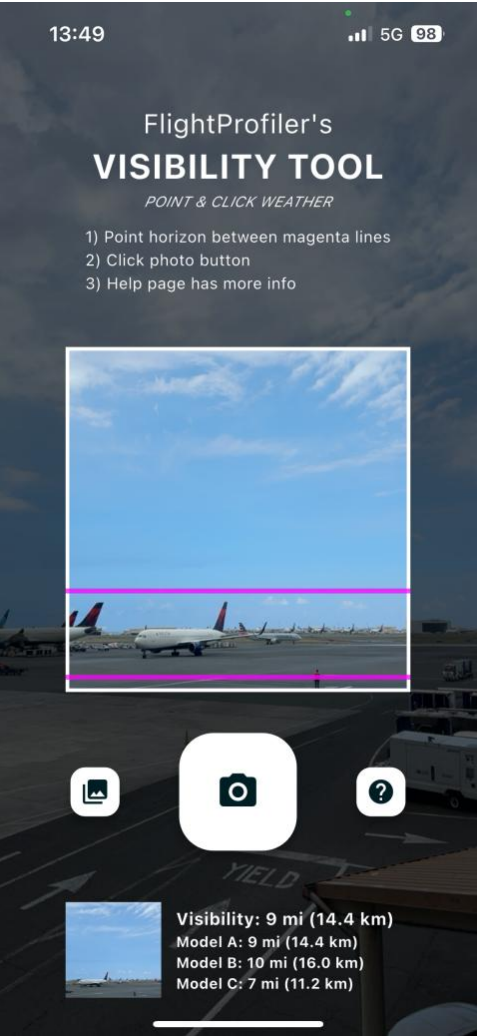 13:49
5G 98
FlightProfiler's
VISIBILITY TOOL
POINT & CLICK WEATHER
1) Point horizon between magenta lines
2) Click photo button
3) Help page has more info
?
YIELD
Visibility: 9 mi (14.4 km)
Model A: 9 mi (14.4 km)
Model B: 10 mi (16.0 km)
Model C: 7 mi (11.2 km)